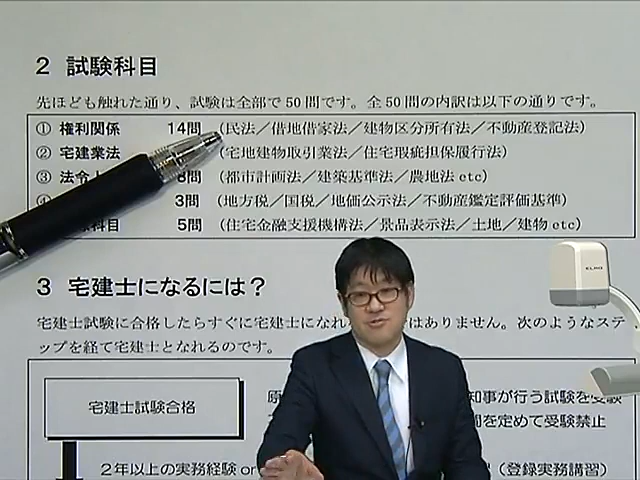 2 試験科目
先ほども触れた通り、試験は全部で50問です。全50問の内訳は以下の通りです。
① 権利関係 14問 (民法／借地借家法／建物区分所有法／不動産登記法)
② 宅建業法 (宅地建物取引業法／住宅瑕疵担保履行法)
③ 法令 8問 (都市計画法／建築基準法／農地法etc)
3問 (地方税／国税／地価公示法／不動産鑑定評価基準)
科目 5問 (住宅金融支援機構法／景品表示法／土地／建物etc)
3 宅建士になるには？
宅建士試験に合格したらすぐに宅建士になれ はありません。次のようなステ
ップを経て宅建士となれるのです。
宅建士試験合格
原 知事が行う試験を受験
間を定めて受験禁止
2年以上の実務経験or (登録実務講習)
ELMO